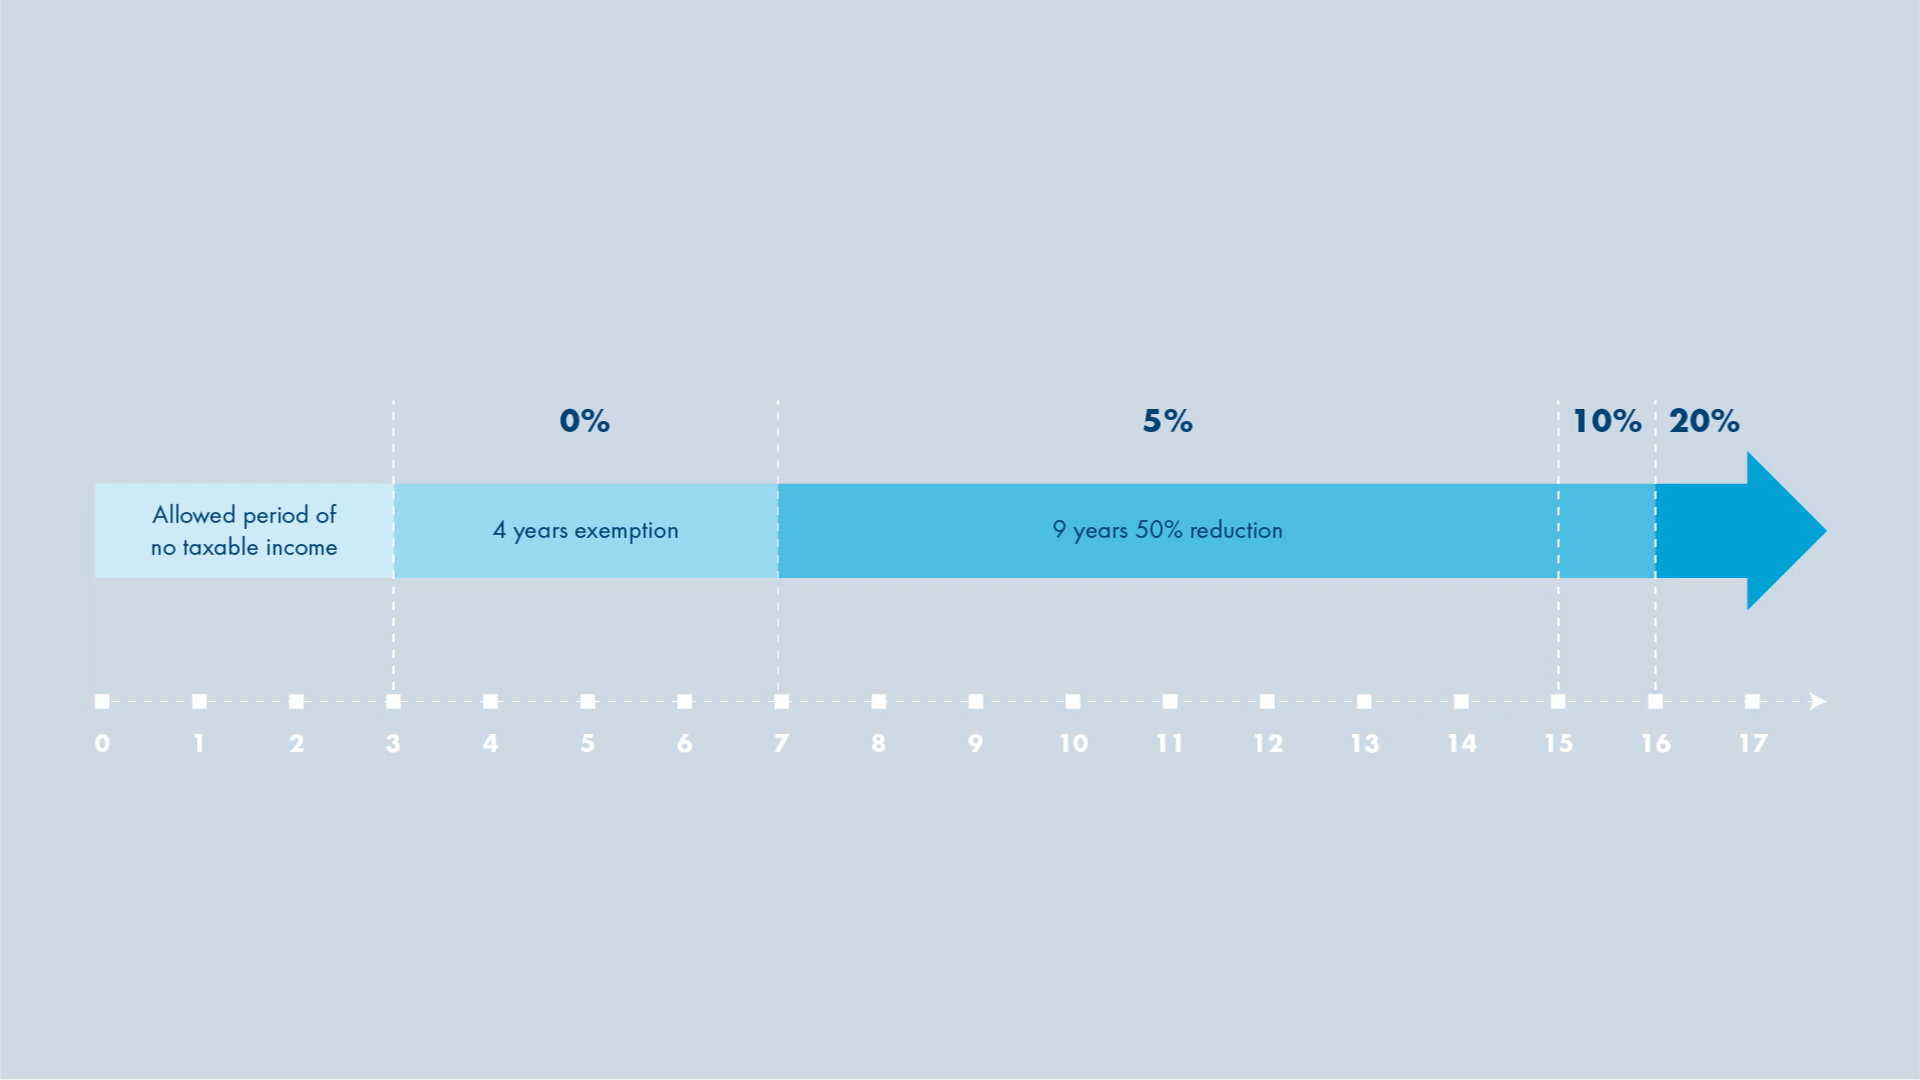 0%
5%
10%
20%
Allowed period of
no taxable income
4 years exemption
9 years 50% reduction
0 1 2 3 4 5 6 7 8 9 10 11 12 13 14 15 16 17